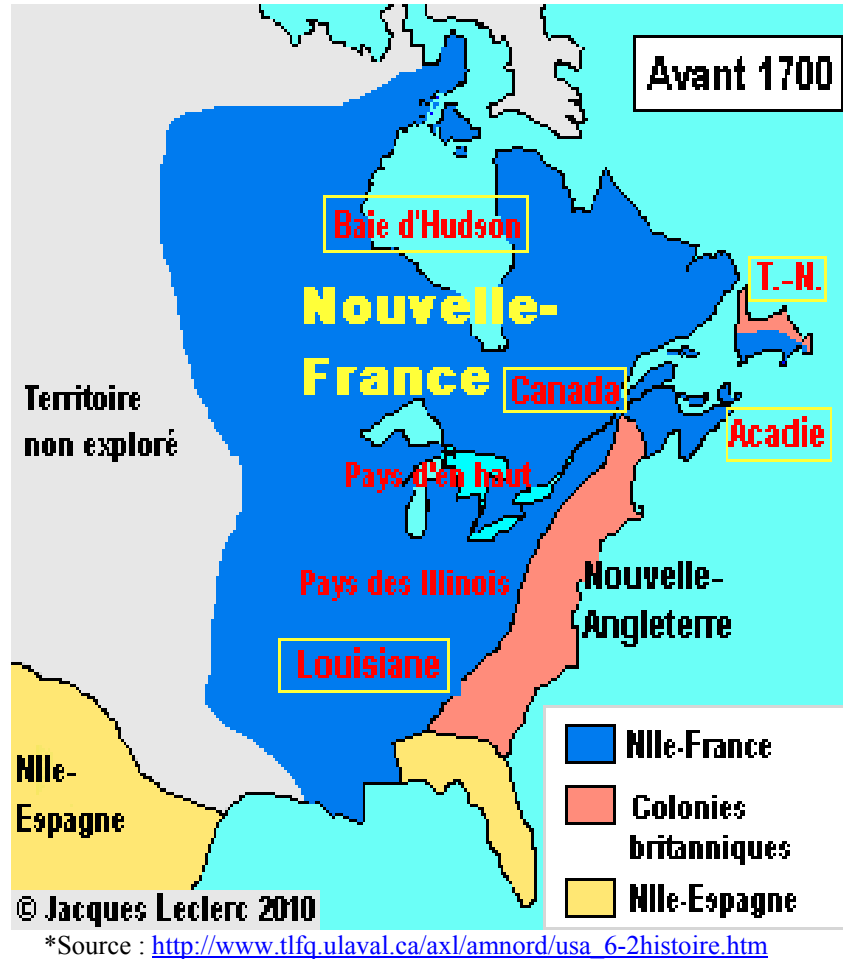 Avant 1700
Baie d'Hudson
T.-N.
Nouvelle-
France
Canada
Territoire
non exploré
Acadie
Pays d'en haut
Pays des Illinois
Nouvelle-
Angleterre
Louisiane
Nlle-
Espagne
Nlle-France
Colonies
britanniques
Nlle-Espagne
© Jacques Leclerc 2010
*Source : http://www.tlfq.ulaval.ca/axl/amnord/usa_6-2histoire.htm